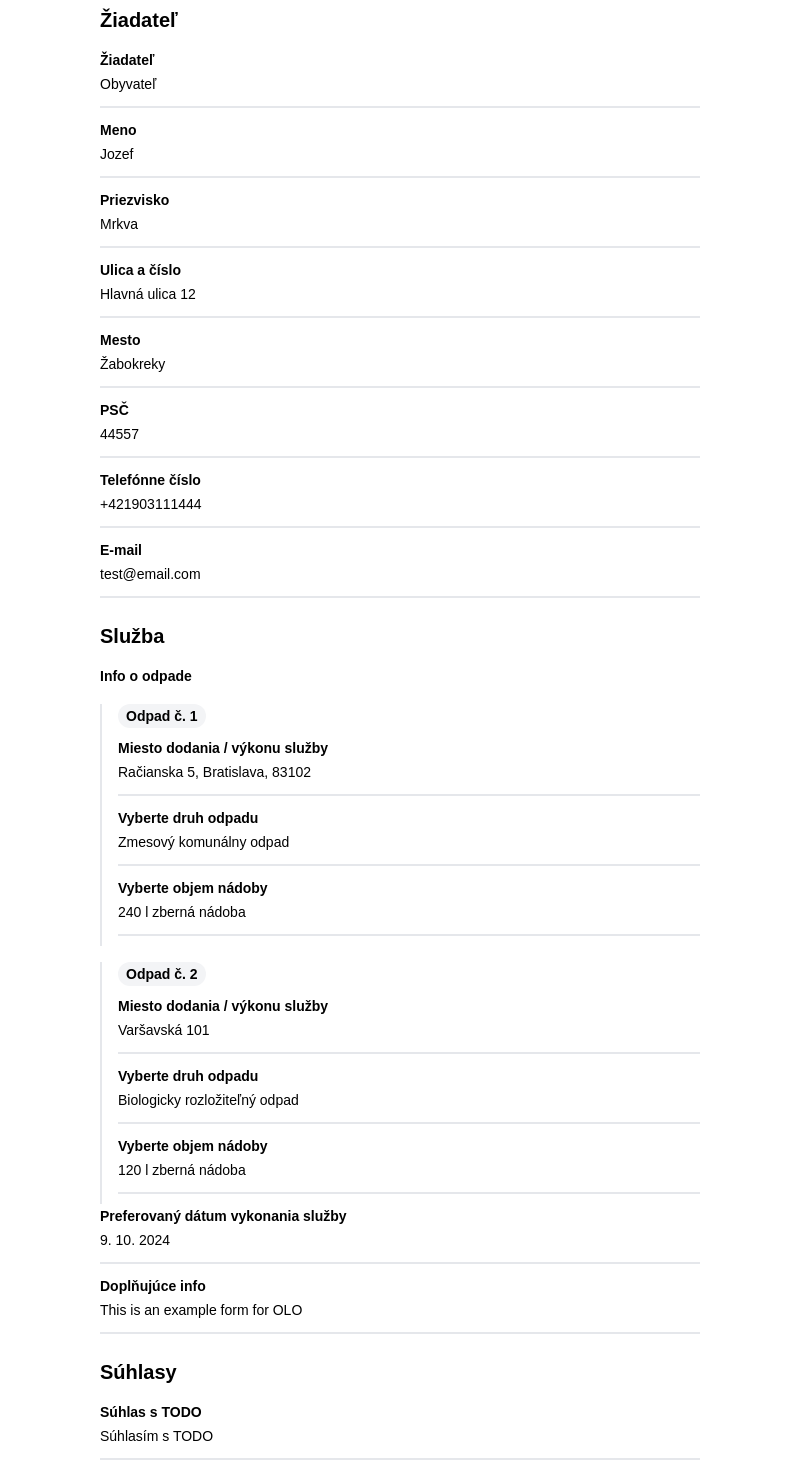 Žiadateľ
Žiadateľ
Obyvateľ
Meno
Jozef
Priezvisko
Mrkva
Ulica a číslo
Hlavná ulica 12
Mesto
Žabokreky
PSČ
44557
Telefónne číslo
+421903111444
E-mail
test@email.com
Služba
Info o odpade
Odpad č. 1
Miesto dodania / výkonu služby
Račianska 5, Bratislava, 83102
Vyberte druh odpadu
Zmesový komunálny odpad
Vyberte objem nádoby
240 l zberná nádoba
Odpad č. 2
Miesto dodania / výkonu služby
Varšavská 101
Vyberte druh odpadu
Biologicky rozložiteľný odpad
Vyberte objem nádoby
120 l zberná nádoba
Preferovaný dátum vykonania služby
9. 10. 2024
Doplňujúce info
This is an example form for OLO
Súhlasy
Súhlas s TODO
Súhlasím s TODO